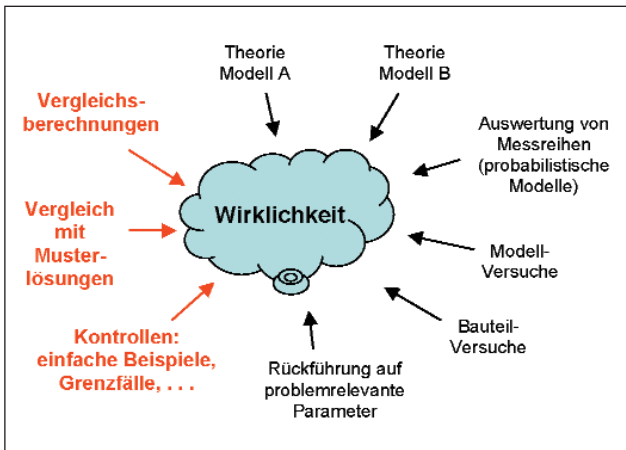 Theorie
Modell A
Theorie
Modell B
Vergleichs-
berechnungen
Auswertung von
Messreihen
(probabilistische
Modelle)
Wirklichkeit
Vergleich
mit
Muster-
lösungen
Modell-
Versuche
Kontrollen:
einfache Beispiele,
Grenzfälle, . . .
Bauteil-
Versuche
Rückführung auf
problemrelevante
Parameter